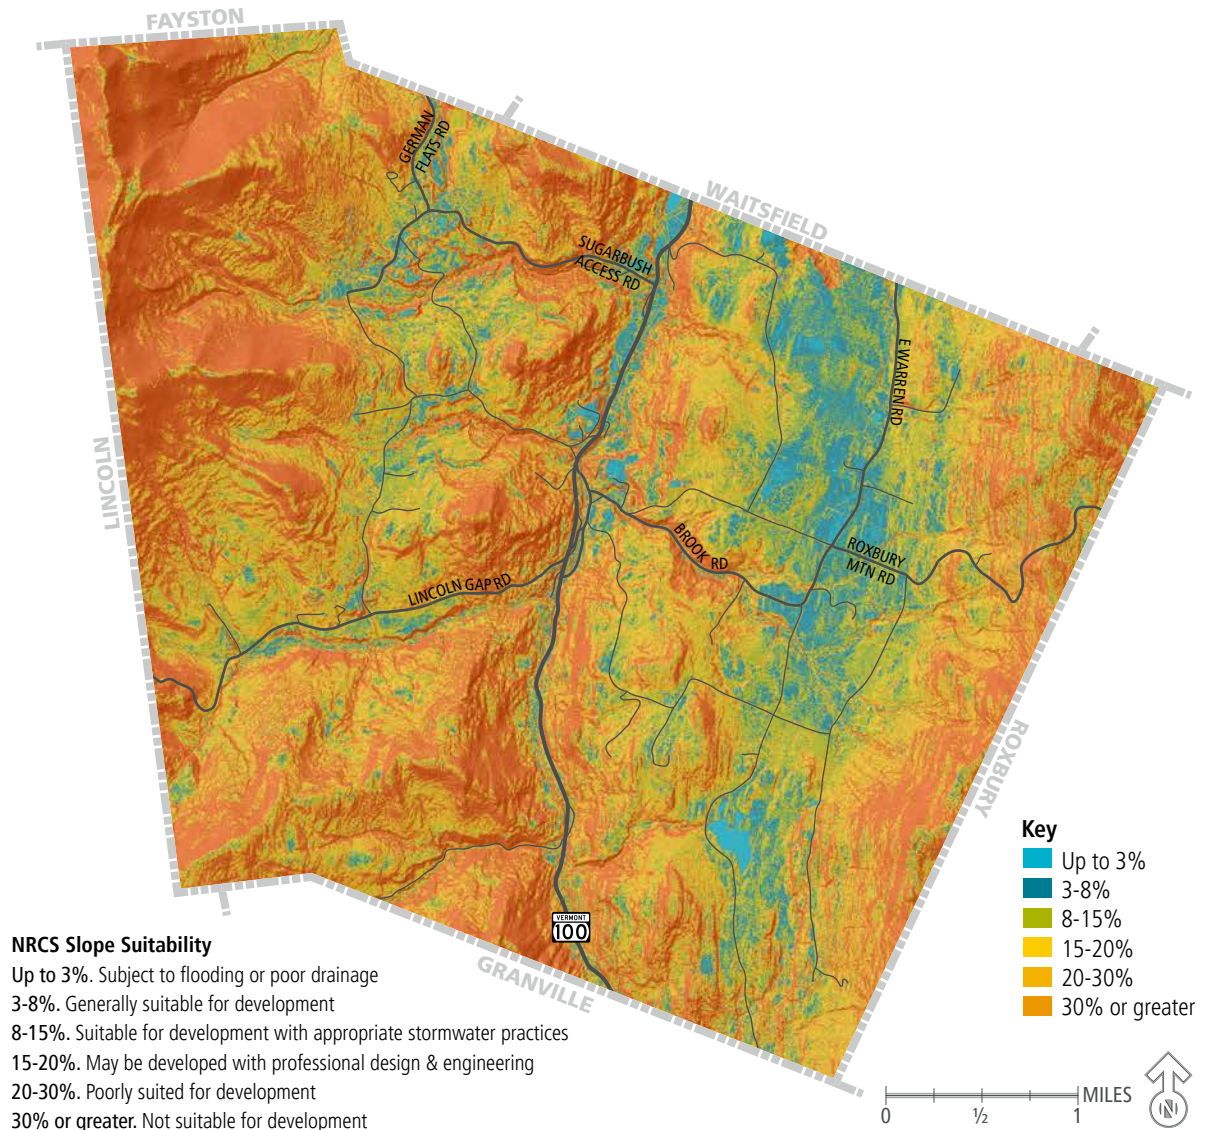 FAYSTON
GERMAN
FLATS RD
WAITSFIELD
SUGARBUSH
ACCESS RD
E WARREN RD
LINCOLN
BROOK RD
ROXBURY
MTN RD
LINCOLN GAP RD
ROXBURY
VERMONT
100
GRANVILLE
Key
Up to 3%
3-8%
8-15%
15-20%
20-30%
30% or greater
NRCS Slope Suitability
Up to 3%. Subject to flooding or poor drainage
3-8%. Generally suitable for development
8-15%. Suitable for development with appropriate stormwater practices
15-20%. May be developed with professional design & engineering
20-30%. Poorly suited for development
30% or greater. Not suitable for development
MILES
0 ½ 1
N